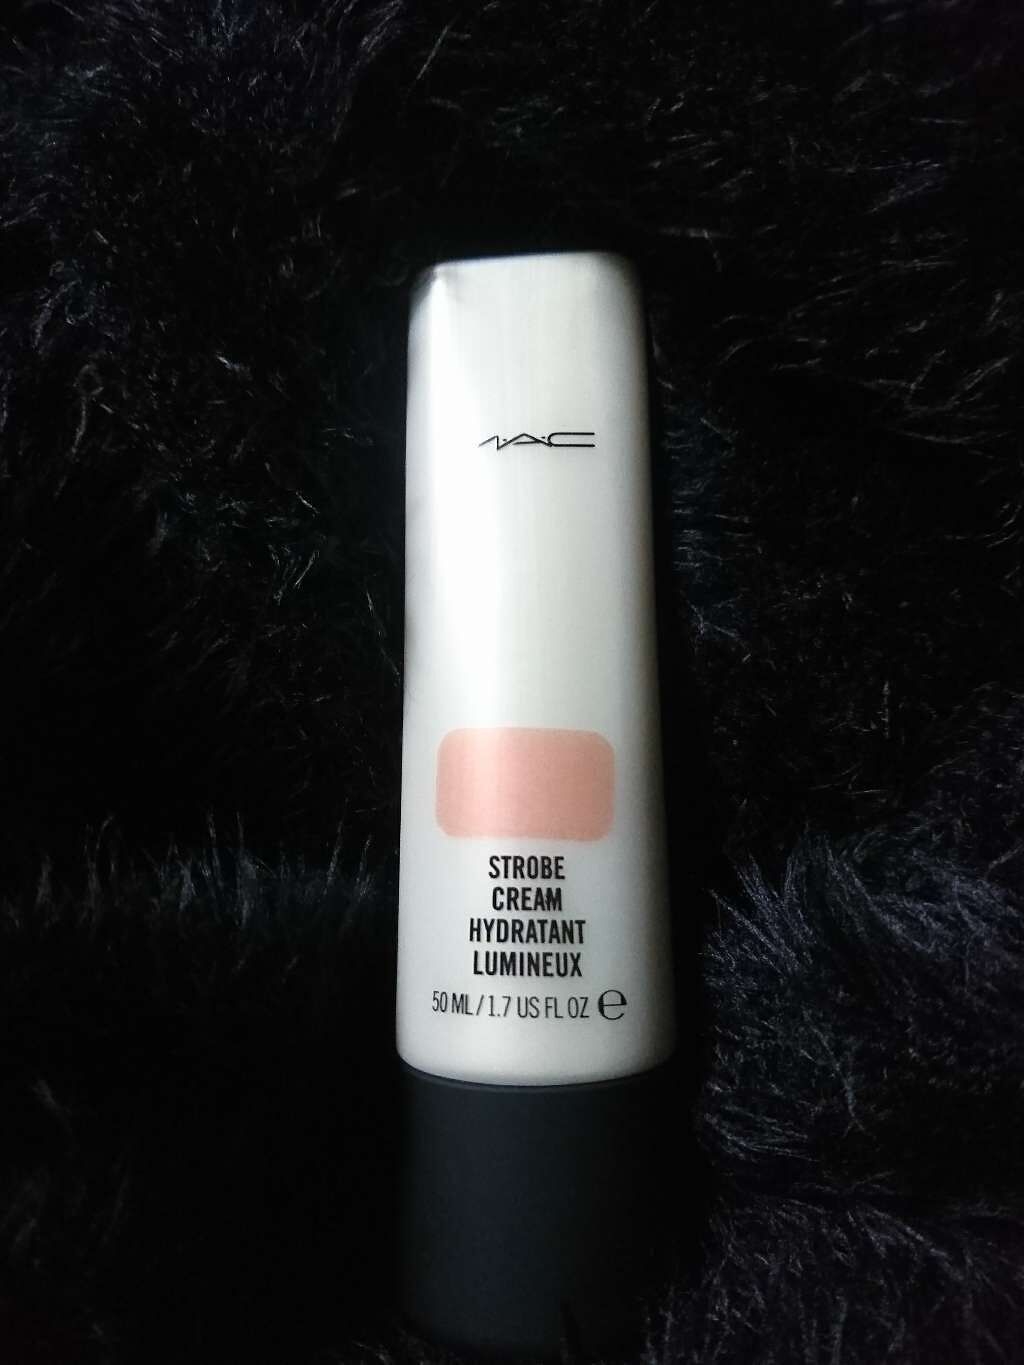 MAC
STROBE
CREAM
HYDRATANT
LUMINEUX
50 ML / 1.7 US FL OZ ℮